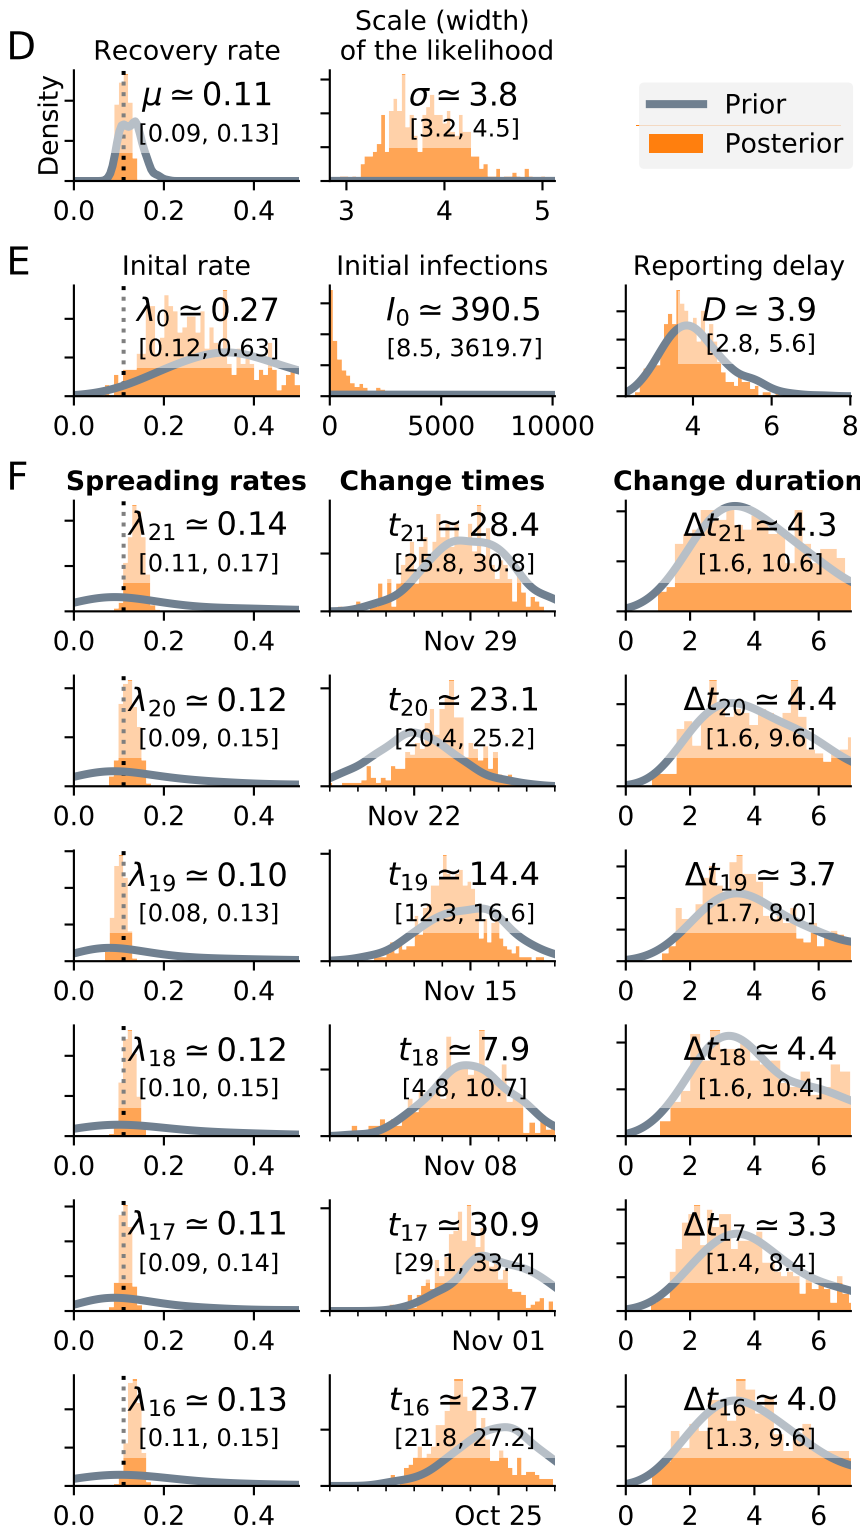 D
Recovery rate
Density
μ ≃ 0.11
[0.09, 0.13]
0.0 0.2 0.4
Scale (width)
of the likelihood
σ ≃ 3.8
[3.2, 4.5]
3 4 5
Prior
Posterior
E
Inital rate
λ0 ≃ 0.27
[0.12, 0.63]
0.0 0.2 0.4
Initial infections
I0 ≃ 390.5
[8.5, 3619.7]
0 5000 10000
Reporting delay
D ≃ 3.9
[2.8, 5.6]
4 6 8
F
Spreading rates Change times Change duration
λ21 ≃ 0.14
[0.11, 0.17]
0.0 0.2 0.4
t21 ≃ 28.4
[25.8, 30.8]
Nov 29
Δt21 ≃ 4.3
[1.6, 10.6]
0 2 4 6
λ20 ≃ 0.12
[0.09, 0.15]
0.0 0.2 0.4
t20 ≃ 23.1
[20.4, 25.2]
Nov 22
Δt20 ≃ 4.4
[1.6, 9.6]
0 2 4 6
λ19 ≃ 0.10
[0.08, 0.13]
0.0 0.2 0.4
t19 ≃ 14.4
[12.3, 16.6]
Nov 15
Δt19 ≃ 3.7
[1.7, 8.0]
0 2 4 6
λ18 ≃ 0.12
[0.10, 0.15]
0.0 0.2 0.4
t18 ≃ 7.9
[4.8, 10.7]
Nov 08
Δt18 ≃ 4.4
[1.6, 10.4]
0 2 4 6
λ17 ≃ 0.11
[0.09, 0.14]
0.0 0.2 0.4
t17 ≃ 30.9
[29.1, 33.4]
Nov 01
Δt17 ≃ 3.3
[1.4, 8.4]
0 2 4 6
λ16 ≃ 0.13
[0.11, 0.15]
0.0 0.2 0.4
t16 ≃ 23.7
[21.8, 27.2]
Oct 25
Δt16 ≃ 4.0
[1.3, 9.6]
0 2 4 6